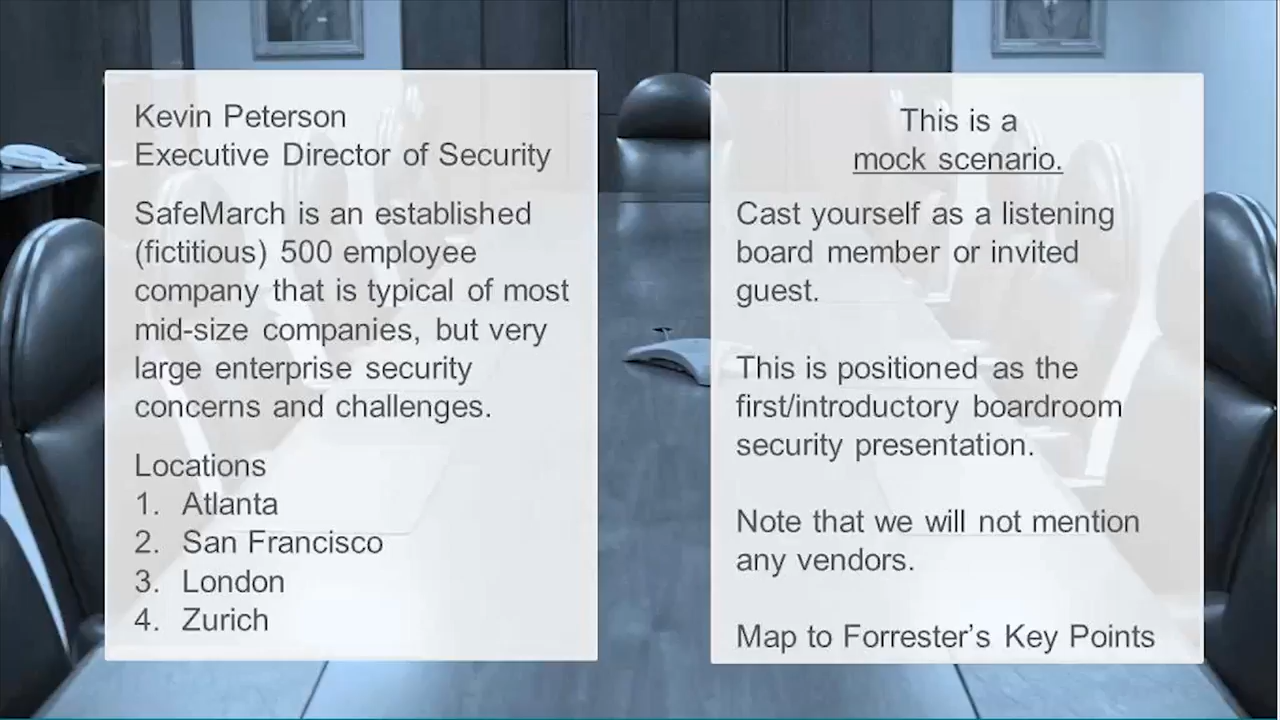 Kevin Peterson
Executive Director of Security
SafeMarch is an established
(fictitious) 500 employee
company that is typical of most
mid-size companies, but very
large enterprise security
concerns and challenges.
Locations
1. Atlanta
2. San Francisco
3. London
4. Zurich
This is a
mock scenario.
Cast yourself as a listening
board member or invited
guest.
This is positioned as the
first/introductory boardroom
security presentation.
Note that we will not mention
any vendors.
Map to Forrester’s Key Points